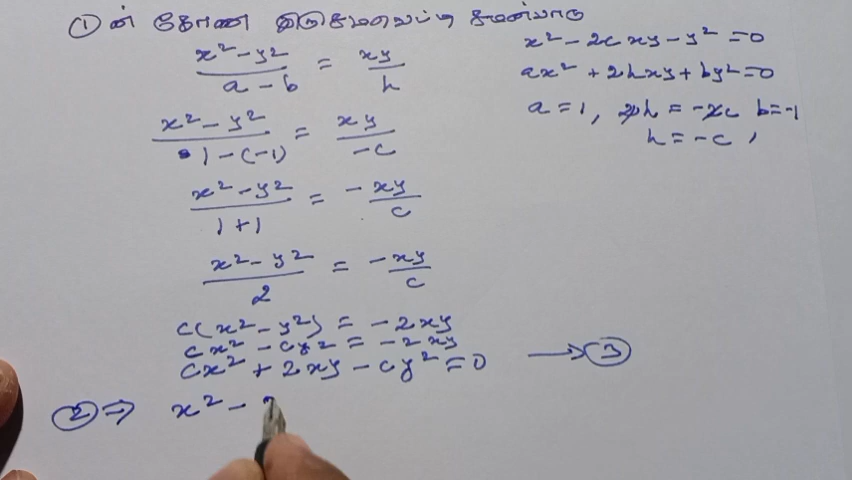 ① ன் கோண இருசமவெட்டி சமன்பாடு
x² - y² / a - b = xy / h
x² - y² / 1 - (-1) = xy / -c
x² - y² / 1 + 1 = - xy / c
x² - y² / 2 = - xy / c
c(x² - y²) = - 2xy
cx² - cy² = - 2xy
cx² + 2xy - cy² = 0 → ③
② ⇒ x² -
x² - 2cxy - y² = 0
ax² + 2hxy + by² = 0
a = 1, 2h = -2c b = -1
h = -c,